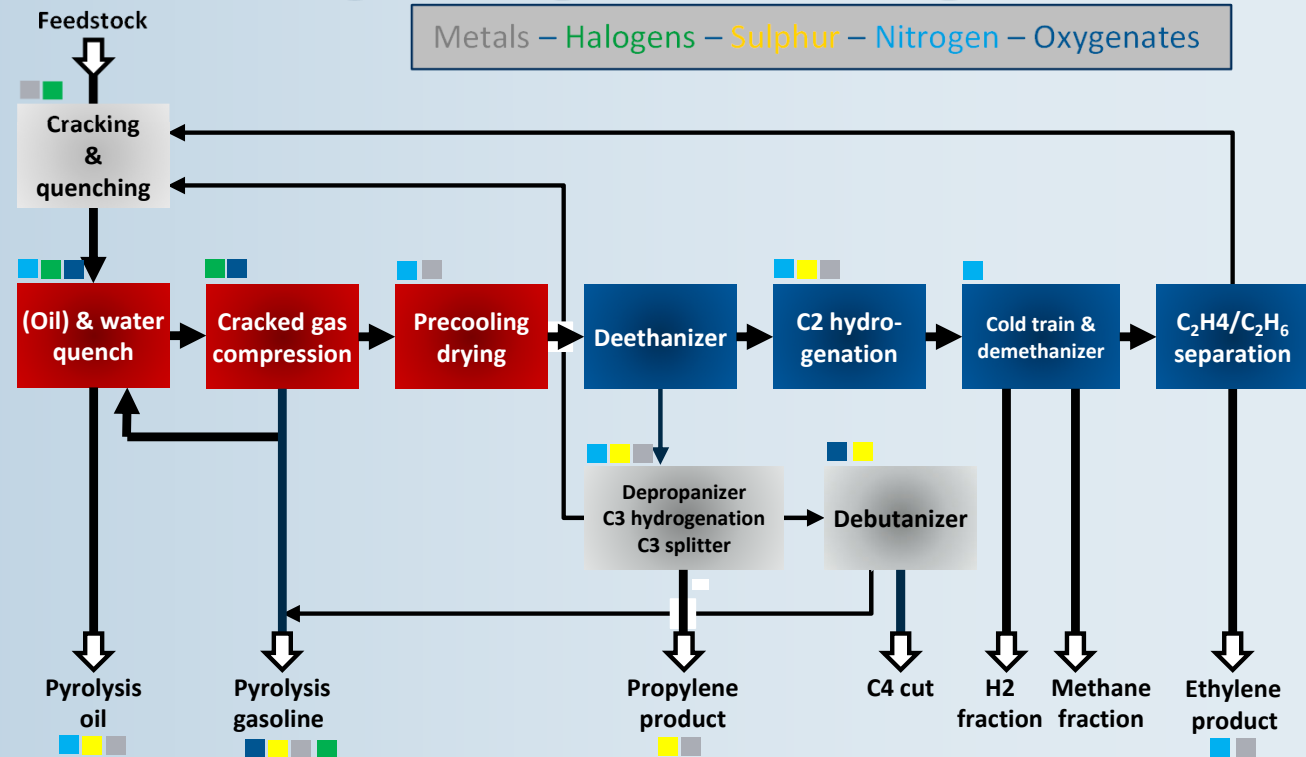 Feedstock
Metals – Halogens – Sulphur – Nitrogen – Oxygenates
Cracking
&
quenching
(Oil) & water
quench
Cracked gas
compression
Precooling
drying
Deethanizer
C2 hydro-
genation
Cold train &
demethanizer
C₂H4/C₂H₆
separation
Depropanizer
C3 hydrogenation
C3 splitter
Debutanizer
Pyrolysis
oil
Pyrolysis
gasoline
Propylene
product
C4 cut
H2
fraction
Methane
fraction
Ethylene
product